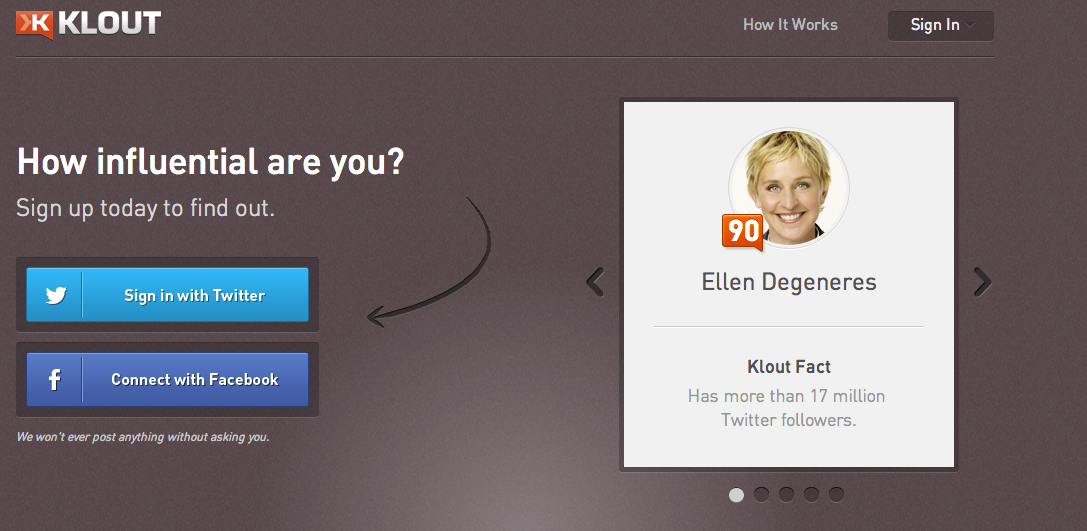 KLOUT
How It Works
Sign In
How influential are you?
Sign up today to find out.
Sign in with Twitter
Connect with Facebook
We won't ever post anything without asking you.
90
Ellen Degeneres
Klout Fact
Has more than 17 million
Twitter followers.